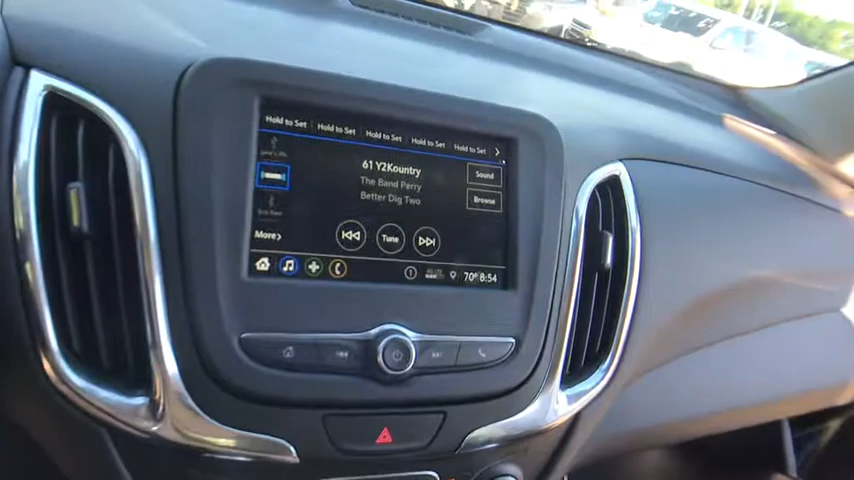 Hold to Set Hold to Set Hold to Set Hold to Set Hold to Set
61 Y2Kountry
The Band Perry
Better Dig Two
Sound
Browse
Tune
More
1
70° 8:54